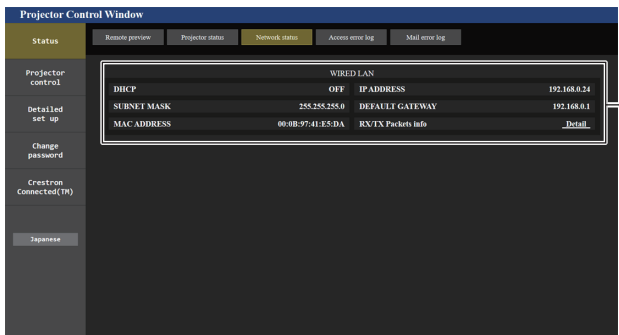 Projector Control Window
Status
Remote preview
Projector status
Network status
Access error log
Mail error log
Projector
control
Detailed
set up
Change
password
Crestron
Connected(TM)
Japanese
WIRED LAN
DHCP OFF IP ADDRESS 192.168.0.24
SUBNET MASK 255.255.255.0 DEFAULT GATEWAY 192.168.0.1
MAC ADDRESS 00:0B:97:41:E5:DA RX/TX Packets info Detail